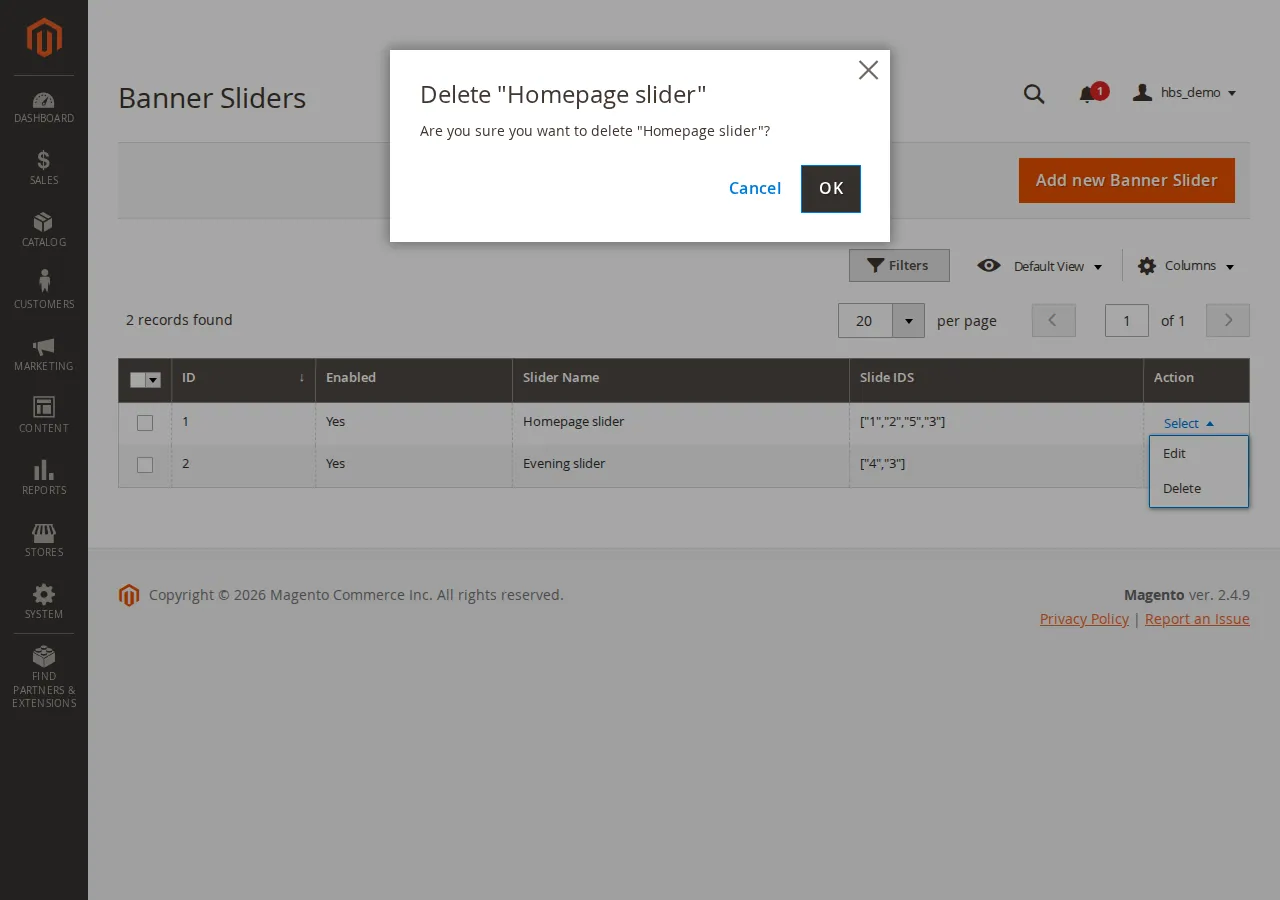 DASHBOARD
SALES
CATALOG
CUSTOMERS
MARKETING
CONTENT
REPORTS
STORES
SYSTEM
FIND
PARTNERS &
EXTENSIONS
Banner Sliders
1
hbs_demo
Delete "Homepage slider"
Are you sure you want to delete "Homepage slider"?
Cancel
OK
Add new Banner Slider
Filters
Default View
Columns
2 records found
20
per page
1
of 1
ID ↓ Enabled Slider Name Slide IDS Action
1 Yes Homepage slider ["1","2","5","3"] Select
2 Yes Evening slider ["4","3"]
Edit
Delete
Copyright © 2026 Magento Commerce Inc. All rights reserved.
Magento ver. 2.4.9
Privacy Policy | Report an Issue